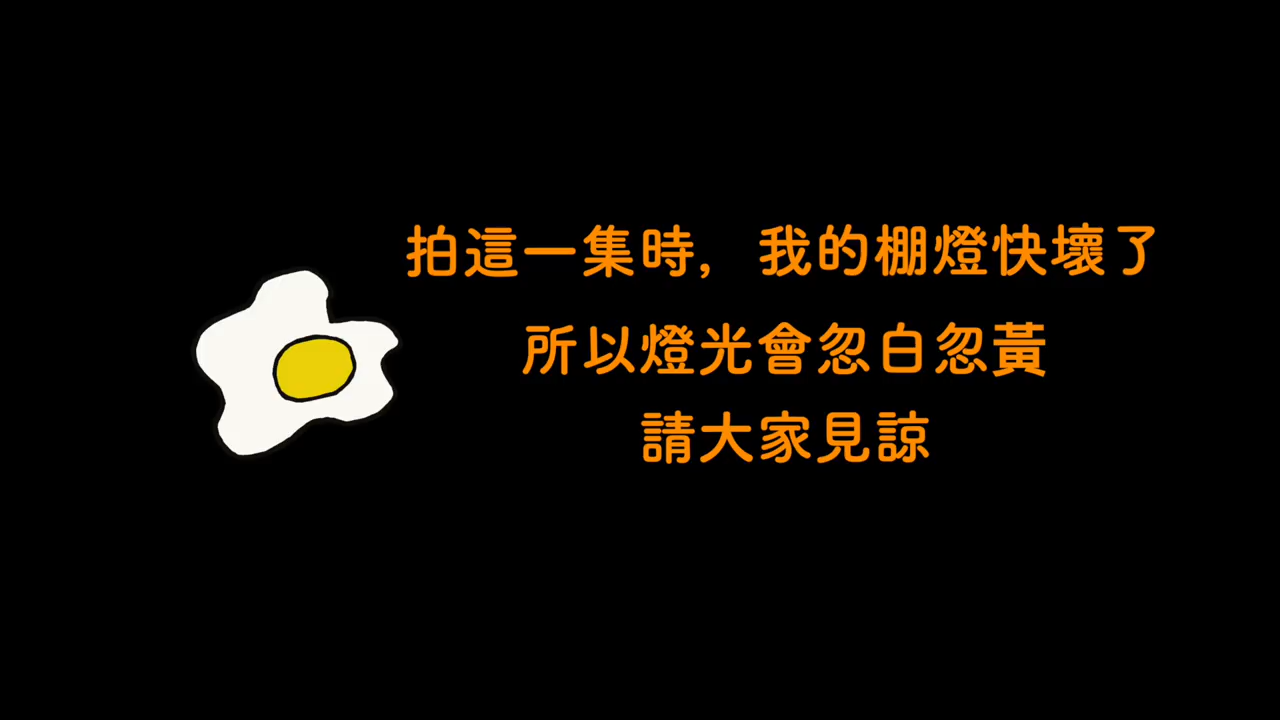 拍這一集時，我的棚燈快壞了
所以燈光會忽白忽黃
請大家見諒